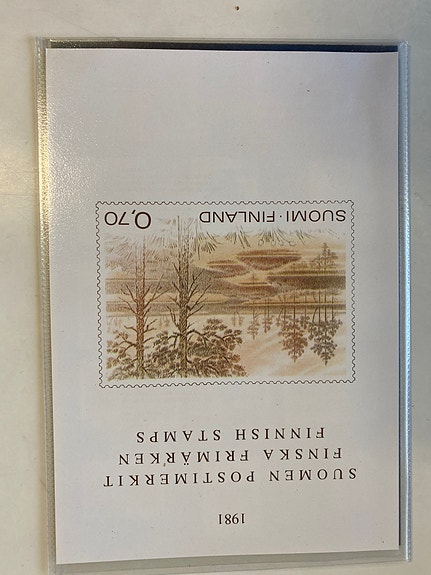 1981
SUOMEN POSTIMERKIT
FINSKA FRIMÄRKEN
FINNISH STAMPS
SUOMI · FINLAND 0,70